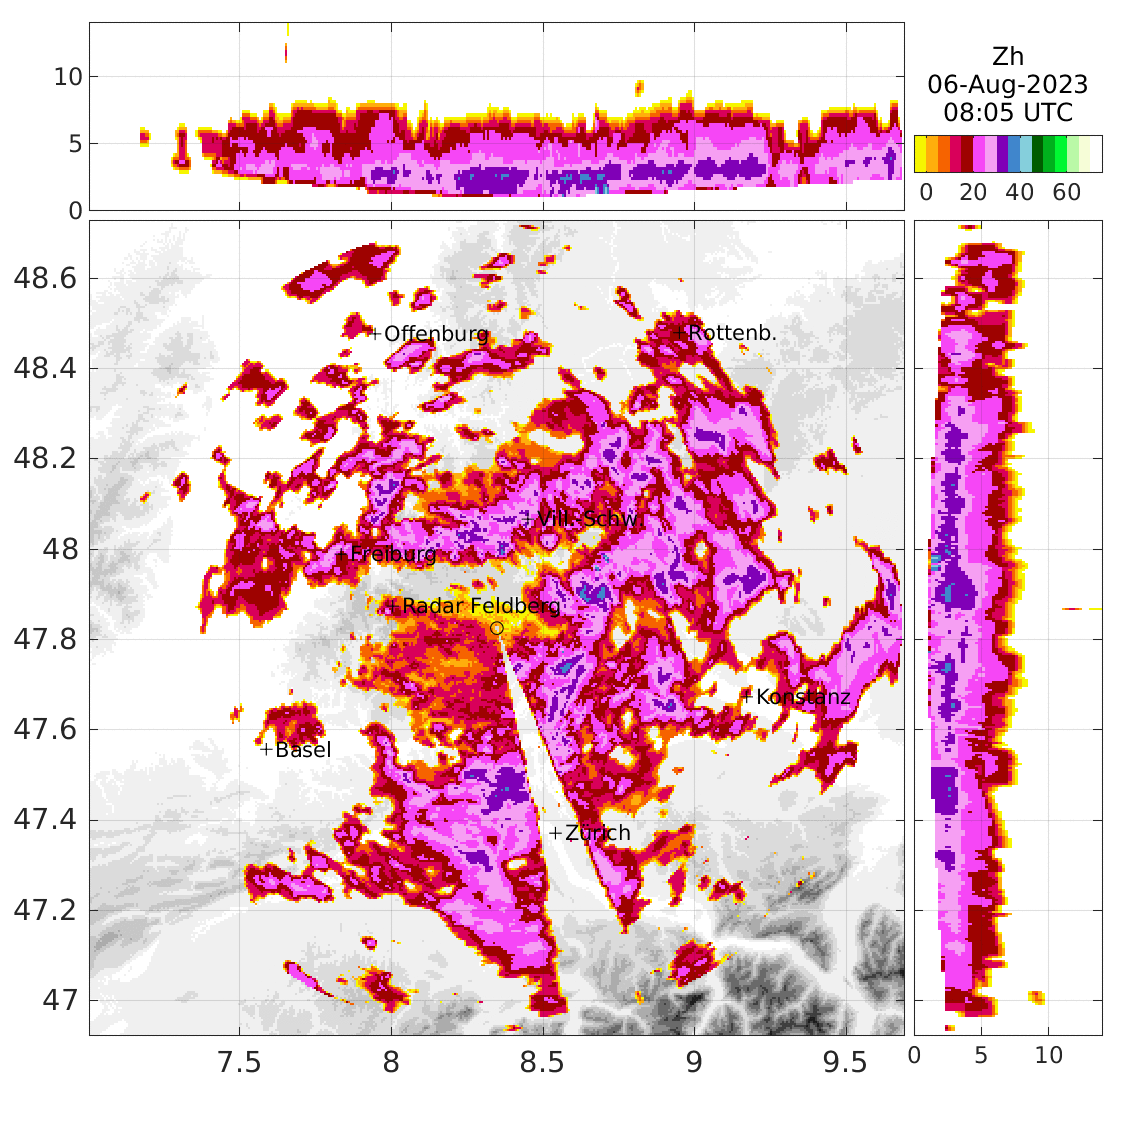 Zh
06-Aug-2023
08:05 UTC
0 20 40 60
10
5
0
48.6
+Offenburg
+Rottenb.
48.4
48.2
+Vill.-Schw.
48
+Freiburg
+Radar Feldberg
47.8
+Konstanz
47.6
+Basel
47.4
+Zürich
47.2
47
7.5 8 8.5 9 9.5
0 5 10